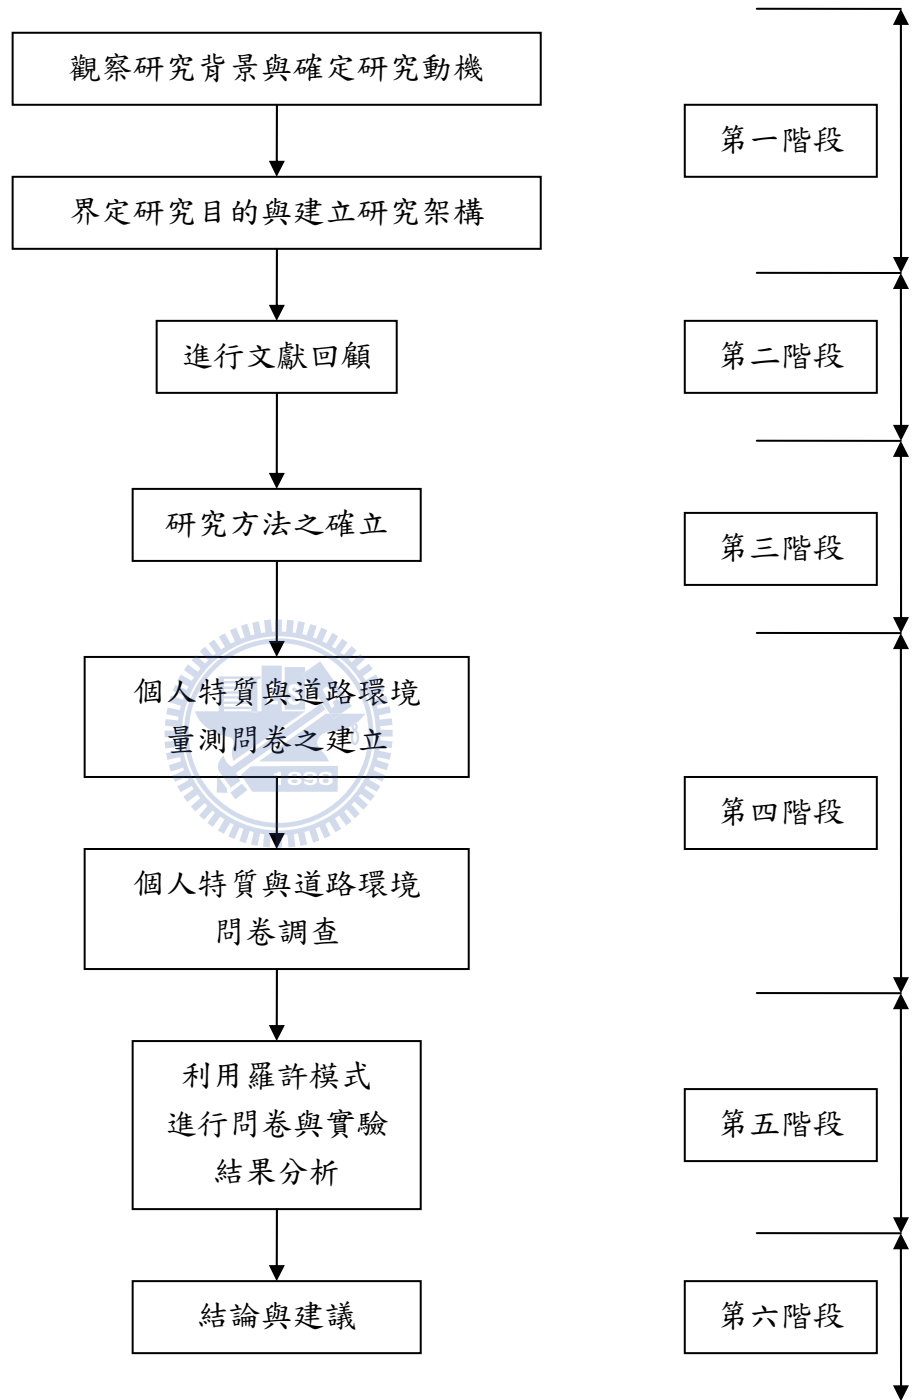 觀察研究背景與確定研究動機
第一階段
界定研究目的與建立研究架構
進行文獻回顧
第二階段
研究方法之確立
第三階段
個人特質與道路環境
量測問卷之建立
1896
第四階段
個人特質與道路環境
問卷調查
利用羅許模式
進行問卷與實驗
結果分析
第五階段
結論與建議
第六階段